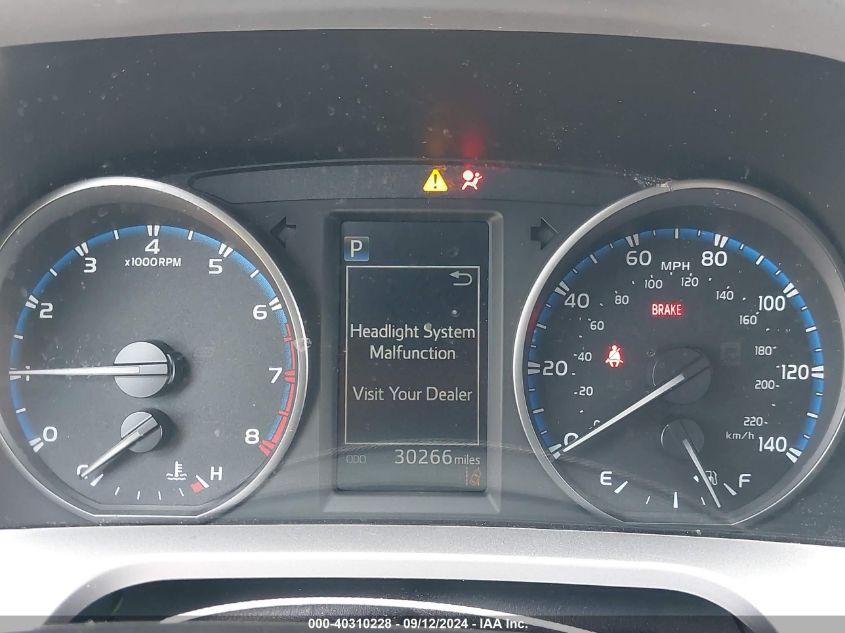 x1000RPM
0
1
2
3
4
5
6
7
8
H
P
Headlight System
Malfunction
Visit Your Dealer
ODO 30266 miles
MPH
0
20
40
60
80
100
120
140
20
40
60
80
100
120
140
160
180
200
220
km/h
BRAKE
E
F
000-40310228 - 09/12/2024 - IAA Inc.